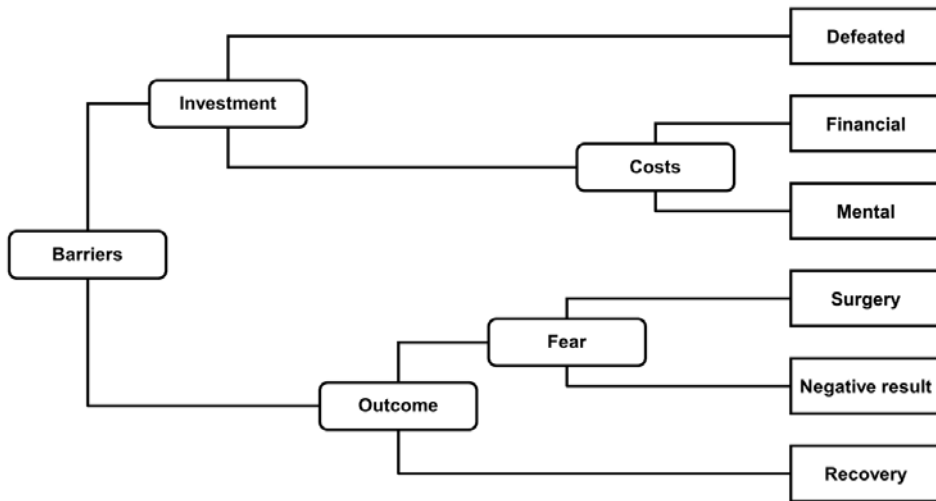 Defeated
Investment
Financial
Costs
Mental
Barriers
Surgery
Fear
Negative result
Outcome
Recovery